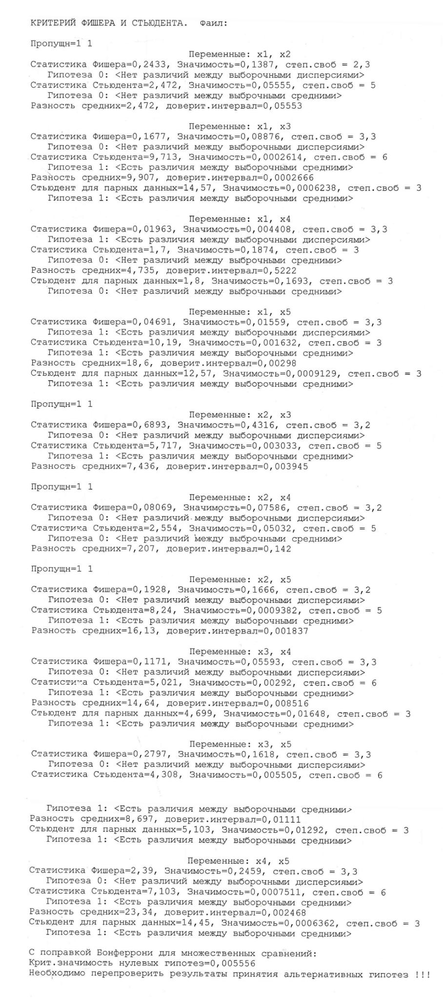 КРИТЕРИЙ ФИШЕРА И СТЬЮДЕНТА. Фаил:
Пропущн=1 1
Переменные: x1, x2
Статистика Фишера=0,2433, Значимость=0,1387, степ.своб = 2,3
Гипотеза 0: <Нет различий между выборочными дисперсиями>
Статистика Стьюдента=2,472, Значимость=0,05555, степ.своб = 5
Гипотеза 0: <Нет различий между выброчными средними>
Разность средних=2,472, доверит.интервал=0,05553
Переменные: x1, x3
Статистика Фишера=0,1677, Значимость=0,08876, степ.своб = 3,3
Гипотеза 0: <Нет различий между выборочными дисперсиями>
Статистика Стьюдента=9,713, Значимость=0,0002614, степ.своб = 6
Гипотеза 1: <Есть различия между выборочными средними>
Разность средних=9,907, доверит.интервал=0,0002666
Стьюдент для парных данных=14,57, Значимость=0,0006238, степ.своб = 3
Гипотеза 1: <Есть различия между выборочными средними>
Переменные: x1, x4
Статистика Фишера=0,01963, Значимость=0,004408, степ.своб = 3,3
Гипотеза 1: <Есть различия между выборочными дисперсиями>
Статистика Стьюдента=1,7, Значимость=0,1874, степ.своб = 3
Гипотеза 0: <Нет различий между выброчными средними>
Разность средних=4,735, доверит.интервал=0,5222
Стьюдент для парных данных=1,8, Значимость=0,1693, степ.своб = 3
Гипотеза 0: <Нет различий между выброчными средними>
Переменные: x1, x5
Статистика Фишера=0,04691, Значимость=0,01559, степ.своб = 3,3
Гипотеза 1: <Есть различия между выборочными дисперсиями>
Статистика Стьюдента=10,19, Значимость=0,001632, степ.своб = 3
Гипотеза 1: <Есть различия между выборочными средними>
Разность средних=18,6, доверит.интервал=0,00298
Стьюдент для парных данных=12,57, Значимость=0,0009129, степ.своб = 3
Гипотеза 1: <Есть различия между выборочными средними>
Пропущн=1 1
Переменные: x2, x3
Статистика Фишера=0,6893, Значимость=0,4316, степ.своб = 3,2
Гипотеза 0: <Нет различий между выборочными дисперсиями>
Статистика Стьюдента=5,717, Значимость=0,003033, степ.своб = 5
Гипотеза 1: <Есть различия между выборочными средними>
Разность средних=7,436, доверит.интервал=0,003945
Пропущн=1 1
Переменные: x2, x4
Статистика Фишера=0,08069, Значимость=0,07586, степ.своб = 3,2
Гипотеза 0: <Нет различий между выборочными дисперсиями>
Статистика Стьюдента=2,554, Значимость=0,05032, степ.своб = 5
Гипотеза 0: <Нет различий между выброчными средними>
Разность средних=7,207, доверит.интервал=0,142
Пропущн=1 1
Переменные: x2, x5
Статистика Фишера=0,1928, Значимость=0,1666, степ.своб = 3,2
Гипотеза 0: <Нет различий между выборочными дисперсиями>
Статистика Стьюдента=8,24, Значимость=0,0009382, степ.своб = 5
Гипотеза 1: <Есть различия между выборочными средними>
Разность средних=16,13, доверит.интервал=0,001837
Переменные: x3, x4
Статистика Фишера=0,1171, Значимость=0,05593, степ.своб = 3,3
Гипотеза 0: <Нет различий между выборочными дисперсиями>
Статистика Стьюдента=5,021, Значимость=0,00292, степ.своб = 6
Гипотеза 1: <Есть различия между выборочными средними>
Разность средних=14,64, доверит.интервал=0,008516
Стьюдент для парных данных=4,699, Значимость=0,01648, степ.своб = 3
Гипотеза 1: <Есть различия между выборочными средними>
Переменные: x3, x5
Статистика Фишера=0,2797, Значимость=0,1618, степ.своб = 3,3
Гипотеза 0: <Нет различий между выборочными дисперсиями>
Статистика Стьюдента=4,308, Значимость=0,005505, степ.своб = 6
Гипотеза 1: <Есть различия между выборочными средними>
Разность средних=8,697, доверит.интервал=0,01111
Стьюдент для парных данных=5,103, Значимость=0,01292, степ.своб = 3
Гипотеза 1: <Есть различия между выборочными средними>
Переменные: x4, x5
Статистика Фишера=2,39, Значимость=0,2459, степ.своб = 3,3
Гипотеза 0: <Нет различий между выборочными дисперсиями>
Статистика Стьюдента=7,103, Значимость=0,0007511, степ.своб = 6
Гипотеза 1: <Есть различия между выборочными средними>
Разность средних=23,34, доверит.интервал=0,002468
Стьюдент для парных данных=14,45, Значимость=0,0006362, степ.своб = 3
Гипотеза 1: <Есть различия между выборочными средними>
С поправкой Бонферрони для множественных сравнений:
Крит.значимость нулевых гипотез=0,005556
Необходимо перепроверить результаты принятия альтернативных гипотез !!!